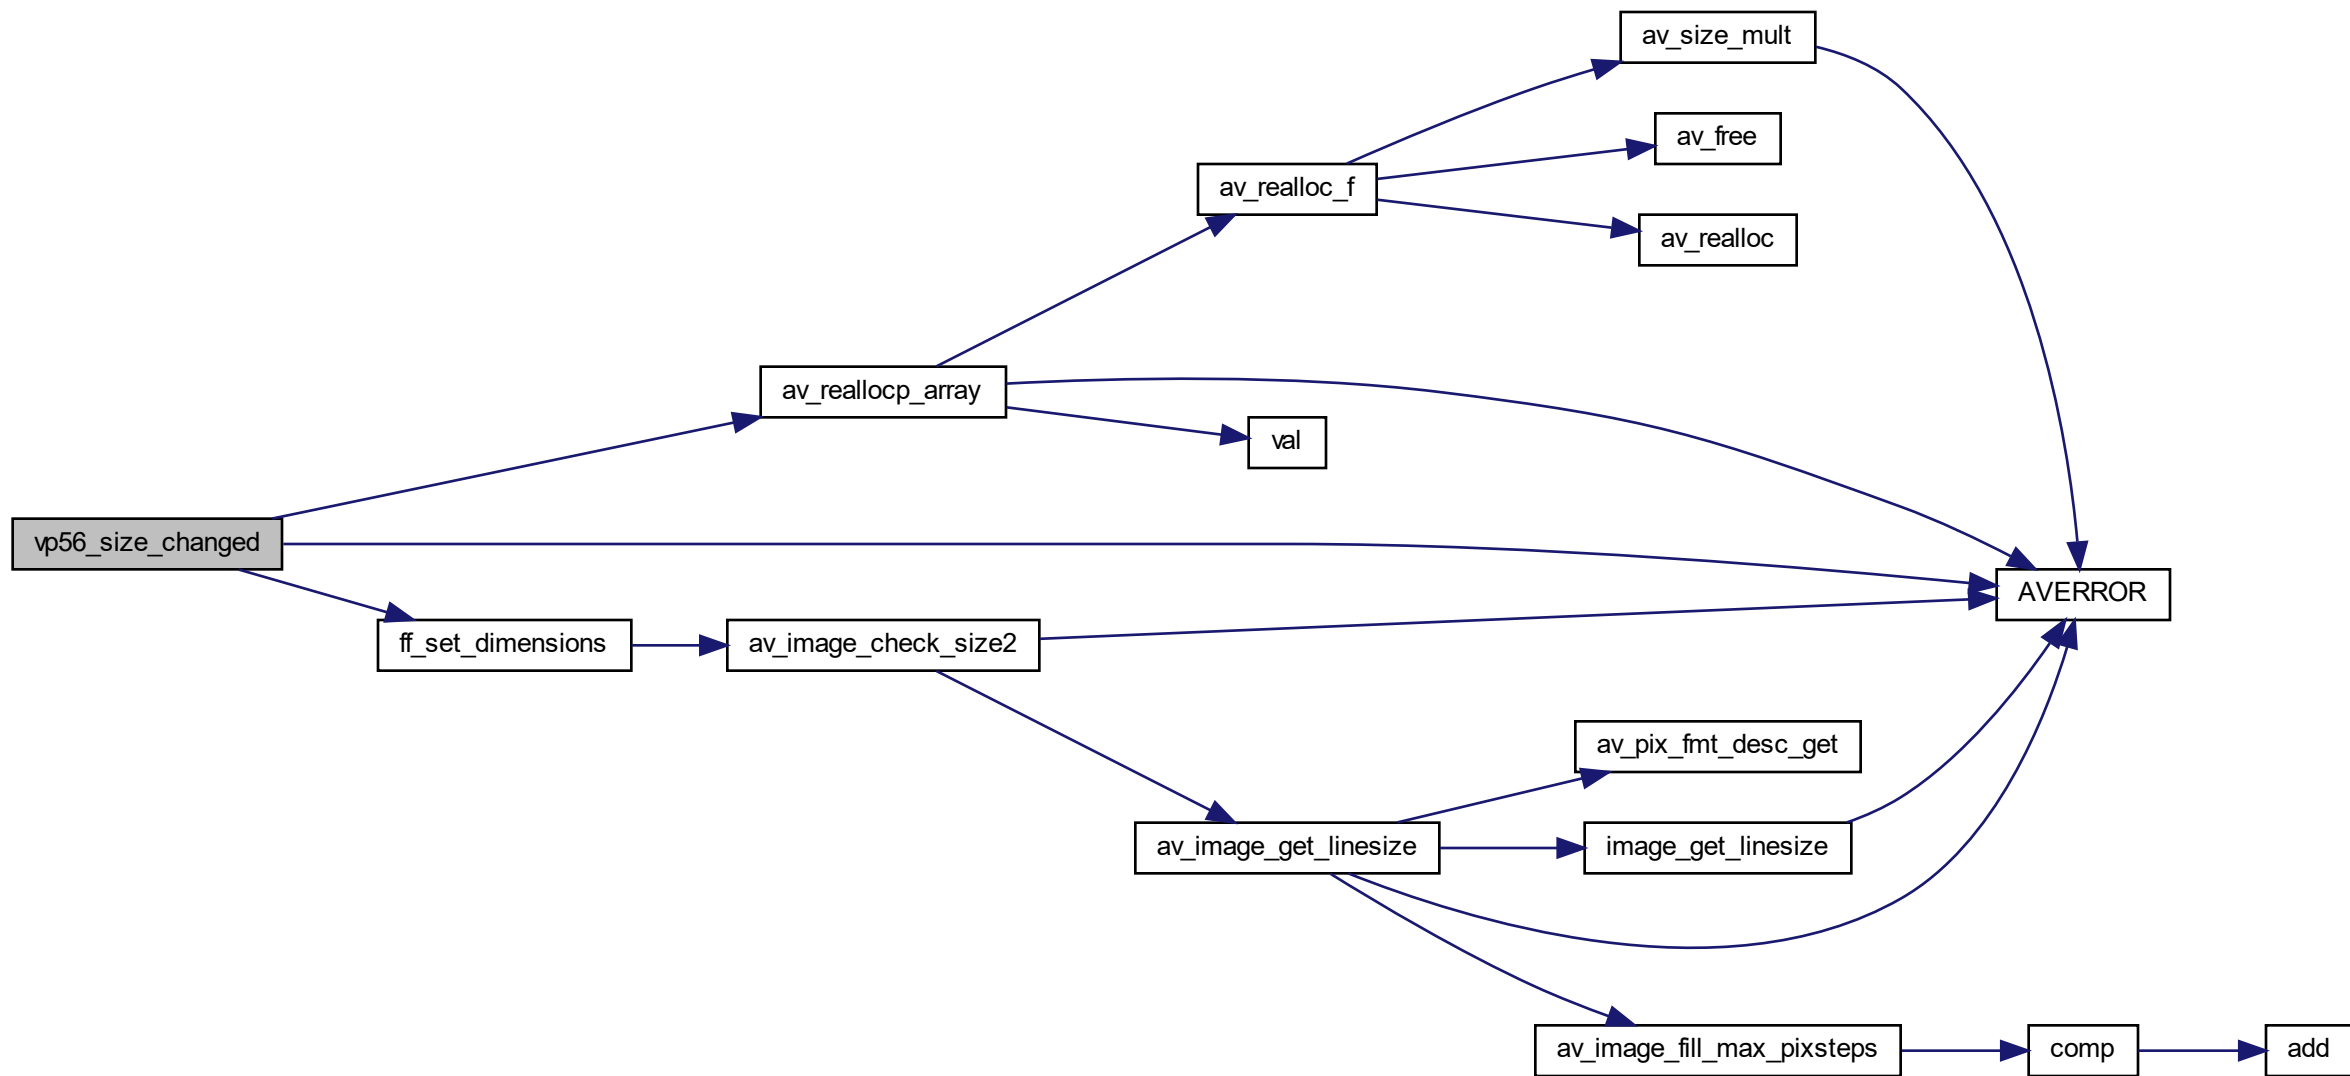 av_size_mult
av_free
av_realloc_f
av_realloc
av_reallocp_array
val
vp56_size_changed
AVERROR
ff_set_dimensions
av_image_check_size2
av_pix_fmt_desc_get
av_image_get_linesize
image_get_linesize
av_image_fill_max_pixsteps
comp
add